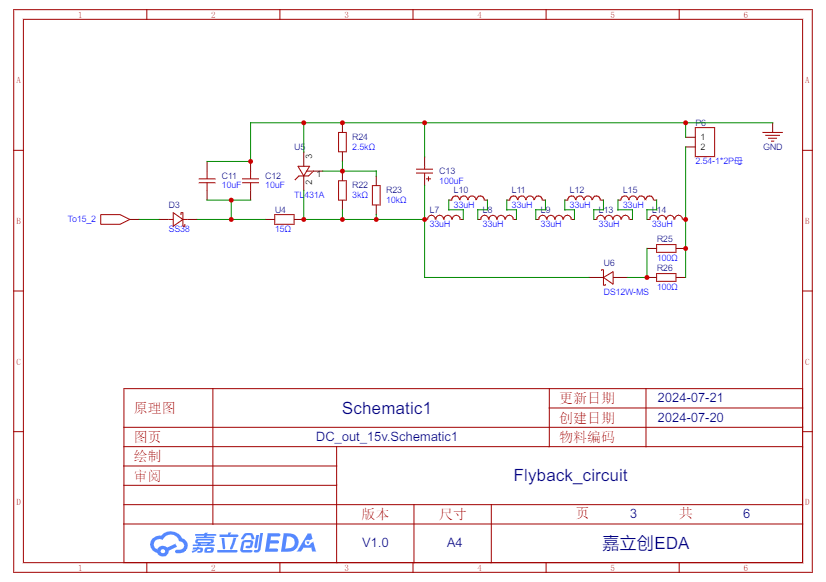 1 2 3 4 5 6
A A
P6
U5
3
R24
2.5kΩ
1
2
GND
2.54-1*2P母
C11
10uF
C12
10uF
1
2
TL431A
R22
3kΩ
R23
10kΩ
C13
100uF
+
L10
33uH
L11
33uH
L12
33uH
L15
33uH
D3
To15_2
SS38
U4
15Ω
L7
33uH
L8
33uH
L9
33uH
L13
33uH
L14
33uH
B B
R25
100Ω
U6
R26
100Ω
DS12W-MS
C C
原理图 Schematic1 更新日期 2024-07-21
创建日期 2024-07-20
图页 DC_out_15v.Schematic1 物料编码
绘制
审阅 Flyback_circuit
D D
版本 尺寸 页 3 共 6
嘉立创EDA V1.0 A4 嘉立创EDA
1 2 3 4 5 6